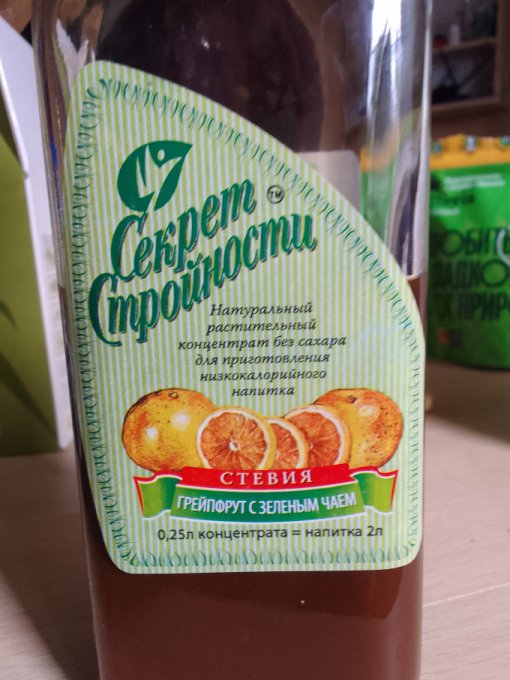 Секрет
Стройности
TM
Натуральный
растительный
концентрат без сахара
для приготовления
низкокалорийного
напитка
СТЕВИЯ
ГРЕЙПФРУТ С ЗЕЛЕНЫМ ЧАЕМ
0,25л концентрата = напитка 2л